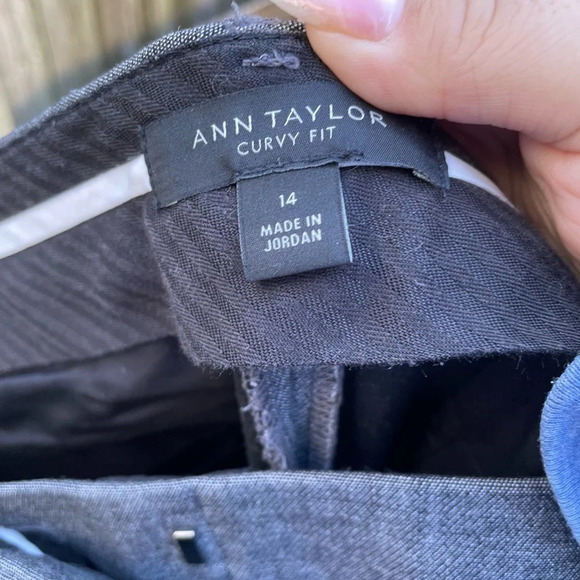 ANN TAYLOR
CURVY FIT
14
MADE IN
JORDAN